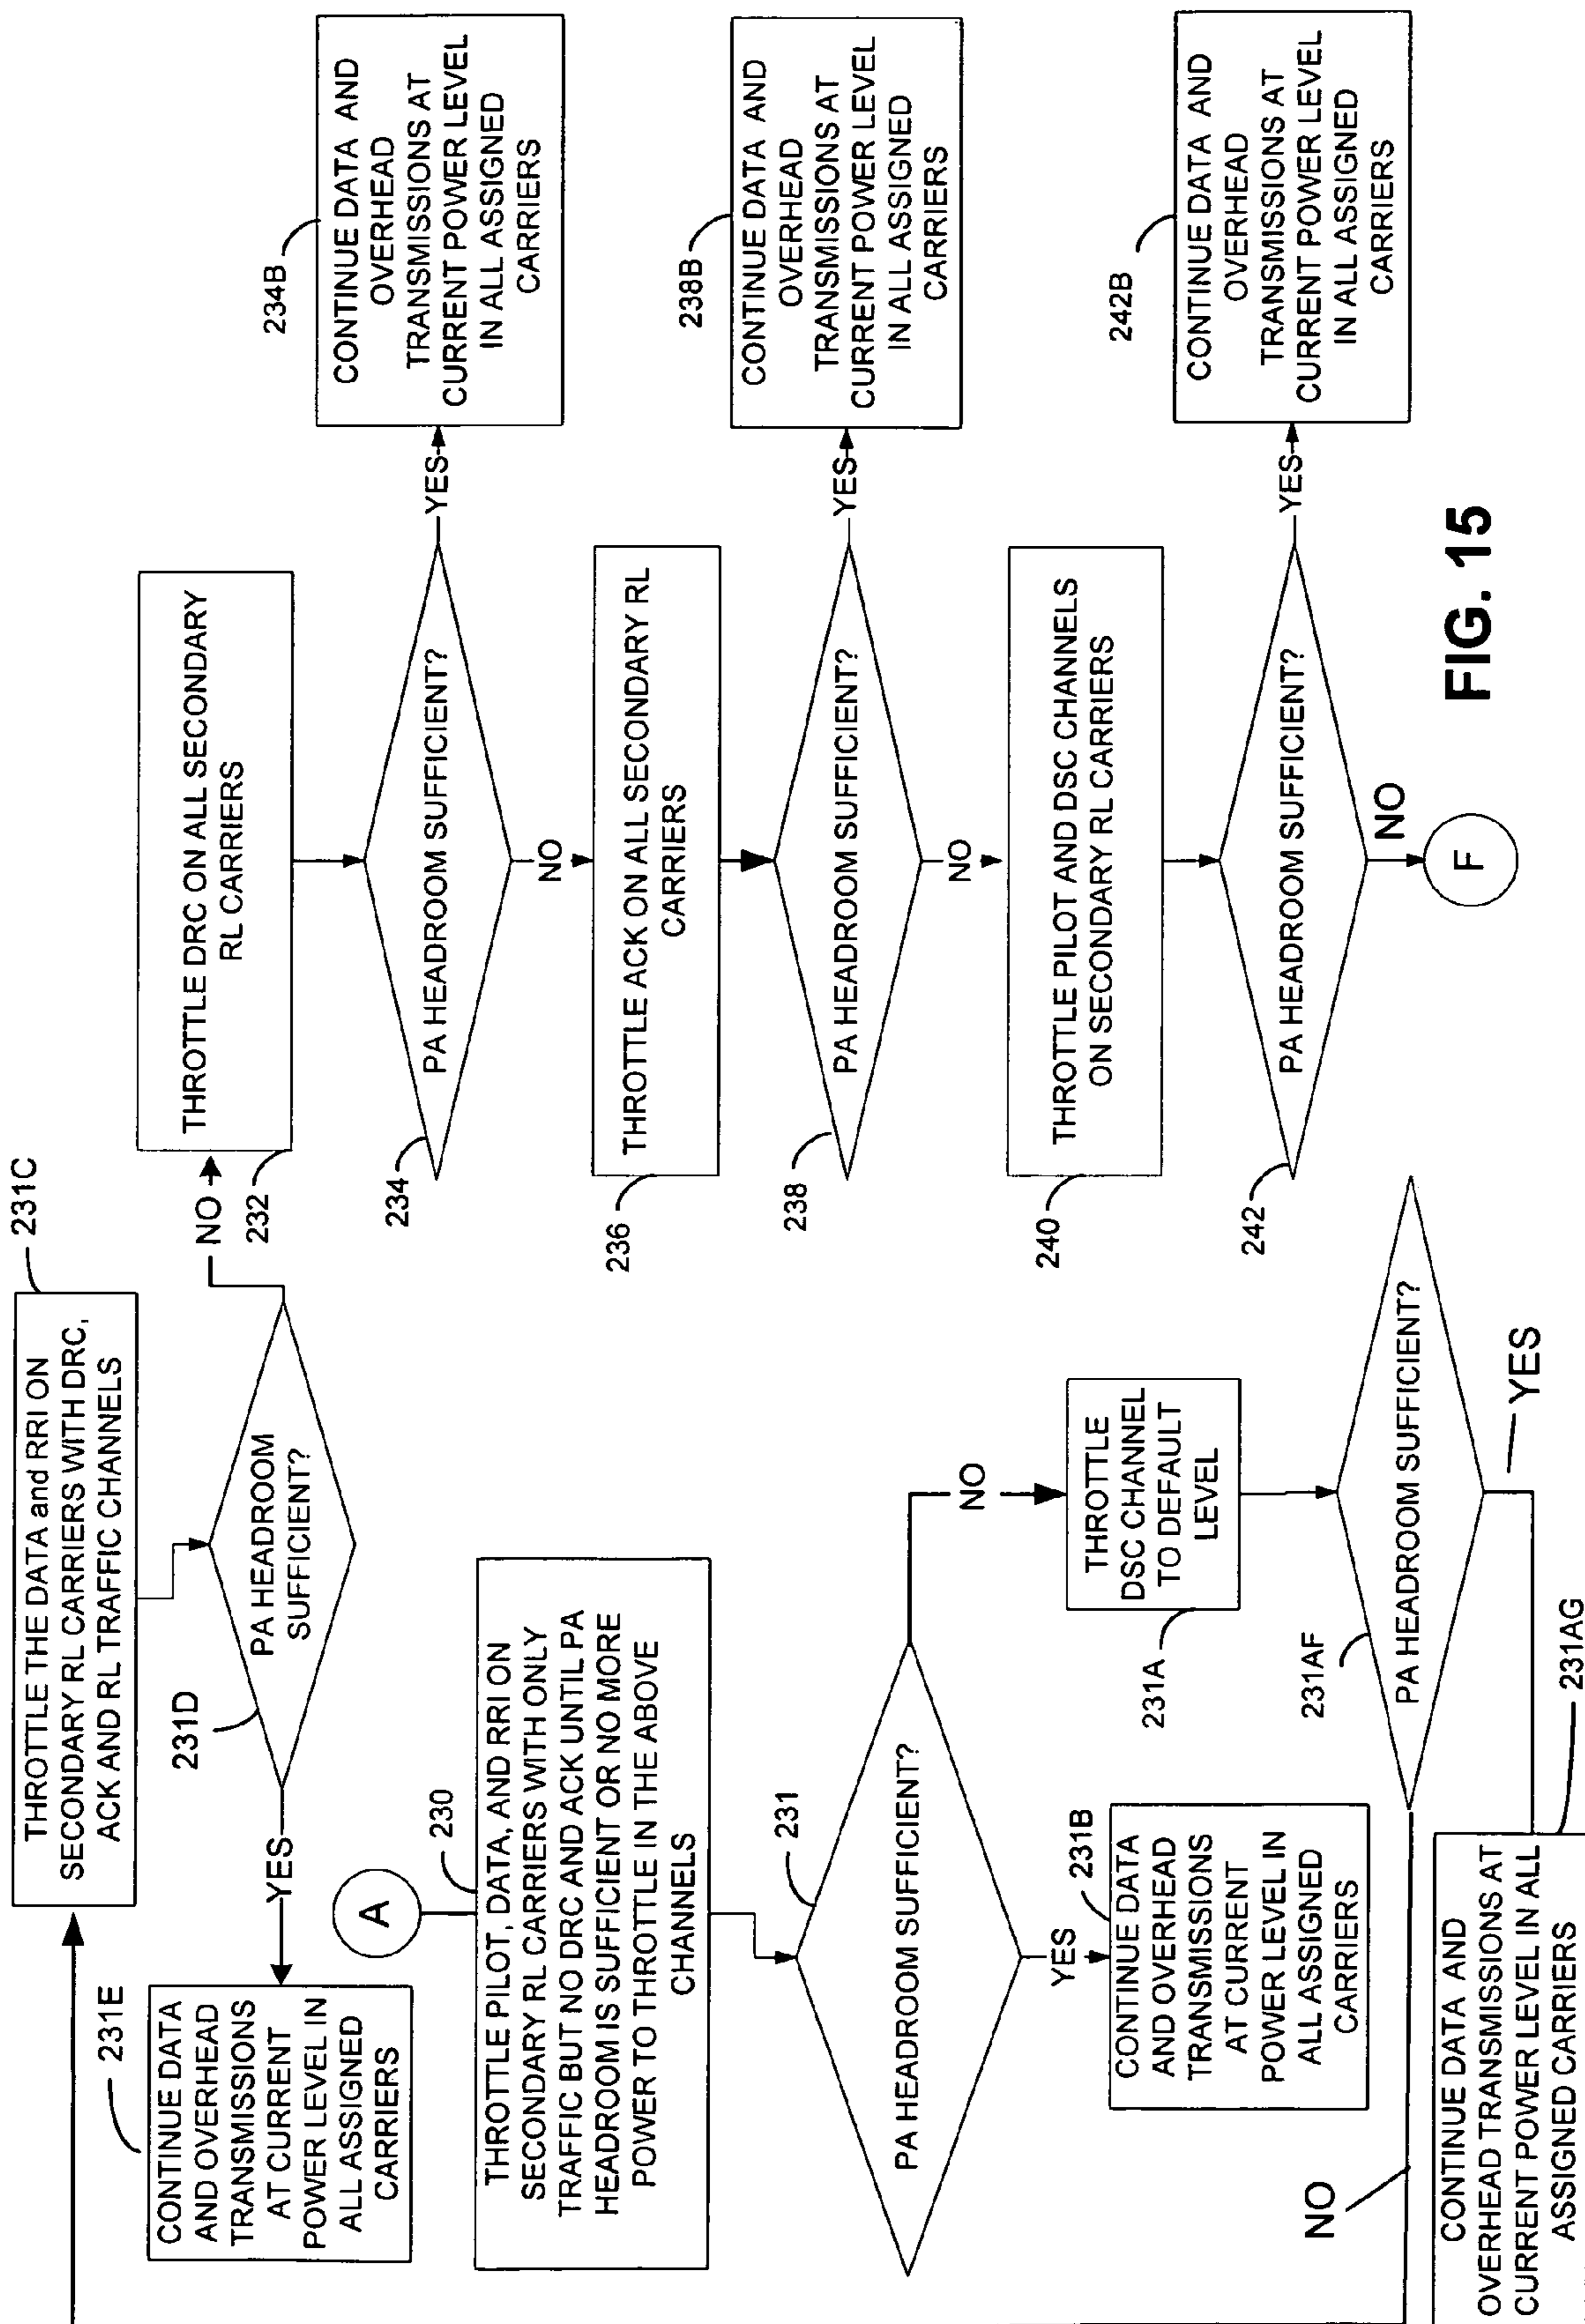 231C
THROTTLE THE DATA and RRI ON
SECONDARY RL CARRIERS WITH DRC,
ACK AND RL TRAFFIC CHANNELS
231D
PA HEADROOM
SUFFICIENT?
YES
NO
231E
CONTINUE DATA
AND OVERHEAD
TRANSMISSIONS
AT CURRENT
POWER LEVEL IN
ALL ASSIGNED
CARRIERS
A
230
THROTTLE PILOT, DATA, AND RRI ON
SECONDARY RL CARRIERS WITH ONLY
TRAFFIC BUT NO DRC AND ACK UNTIL PA
HEADROOM IS SUFFICIENT OR NO MORE
POWER TO THROTTLE IN THE ABOVE
CHANNELS
231
PA HEADROOM SUFFICIENT?
YES
231B
CONTINUE DATA
AND OVERHEAD
TRANSMISSIONS
AT CURRENT
POWER LEVEL IN
ALL ASSIGNED
CARRIERS
NO
THROTTLE
DSC CHANNEL
TO DEFAULT
LEVEL
231A
231AF
PA HEADROOM SUFFICIENT?
YES
NO
231AG
CONTINUE DATA AND
OVERHEAD TRANSMISSIONS AT
CURRENT POWER LEVEL IN ALL
ASSIGNED CARRIERS
THROTTLE DRC ON ALL SECONDARY
RL CARRIERS
232
234
PA HEADROOM SUFFICIENT?
YES
234B
CONTINUE DATA AND
OVERHEAD
TRANSMISSIONS AT
CURRENT POWER LEVEL
IN ALL ASSIGNED
CARRIERS
NO
THROTTLE ACK ON ALL SECONDARY RL
CARRIERS
236
238
PA HEADROOM SUFFICIENT?
YES
238B
CONTINUE DATA AND
OVERHEAD
TRANSMISSIONS AT
CURRENT POWER LEVEL
IN ALL ASSIGNED
CARRIERS
NO
THROTTLE PILOT AND DSC CHANNELS
ON SECONDARY RL CARRIERS
240
242
PA HEADROOM SUFFICIENT?
YES
242B
CONTINUE DATA AND
OVERHEAD
TRANSMISSIONS AT
CURRENT POWER LEVEL
IN ALL ASSIGNED
CARRIERS
NO
F
FIG. 15